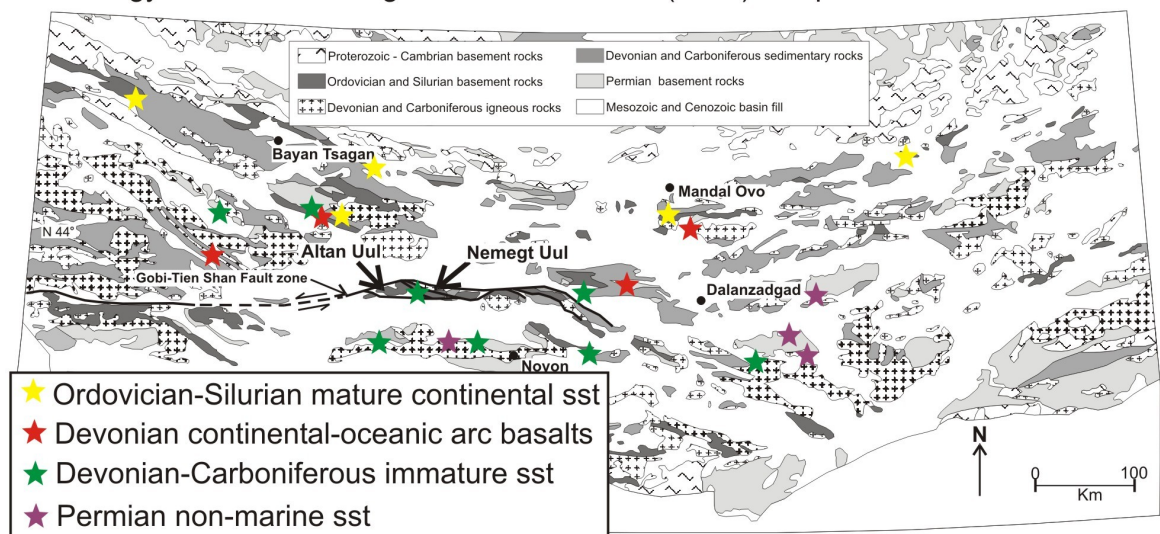 Proterozoic - Cambrian basement rocks
Ordovician and Silurian basement rocks
Devonian and Carboniferous igneous rocks
Devonian and Carboniferous sedimentary rocks
Permian basement rocks
Mesozoic and Cenozoic basin fill
Bayan Tsagan
Mandal Ovo
N 44°
Altan Uul
Nemegt Uul
Gobi-Tien Shan Fault zone
Dalanzadgad
Noyon
Ordovician-Silurian mature continental sst
Devonian continental-oceanic arc basalts
Devonian-Carboniferous immature sst
Permian non-marine sst
N
0 100
Km